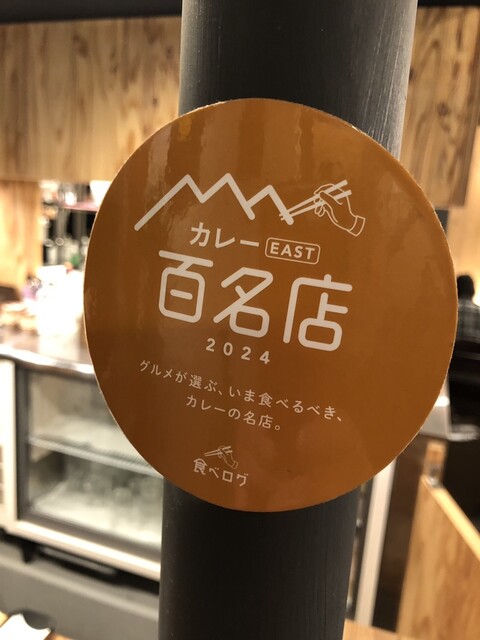 カレー EAST
百名店
2024
グルメが選ぶ、いま食べるべき、
カレーの名店。
食べログ